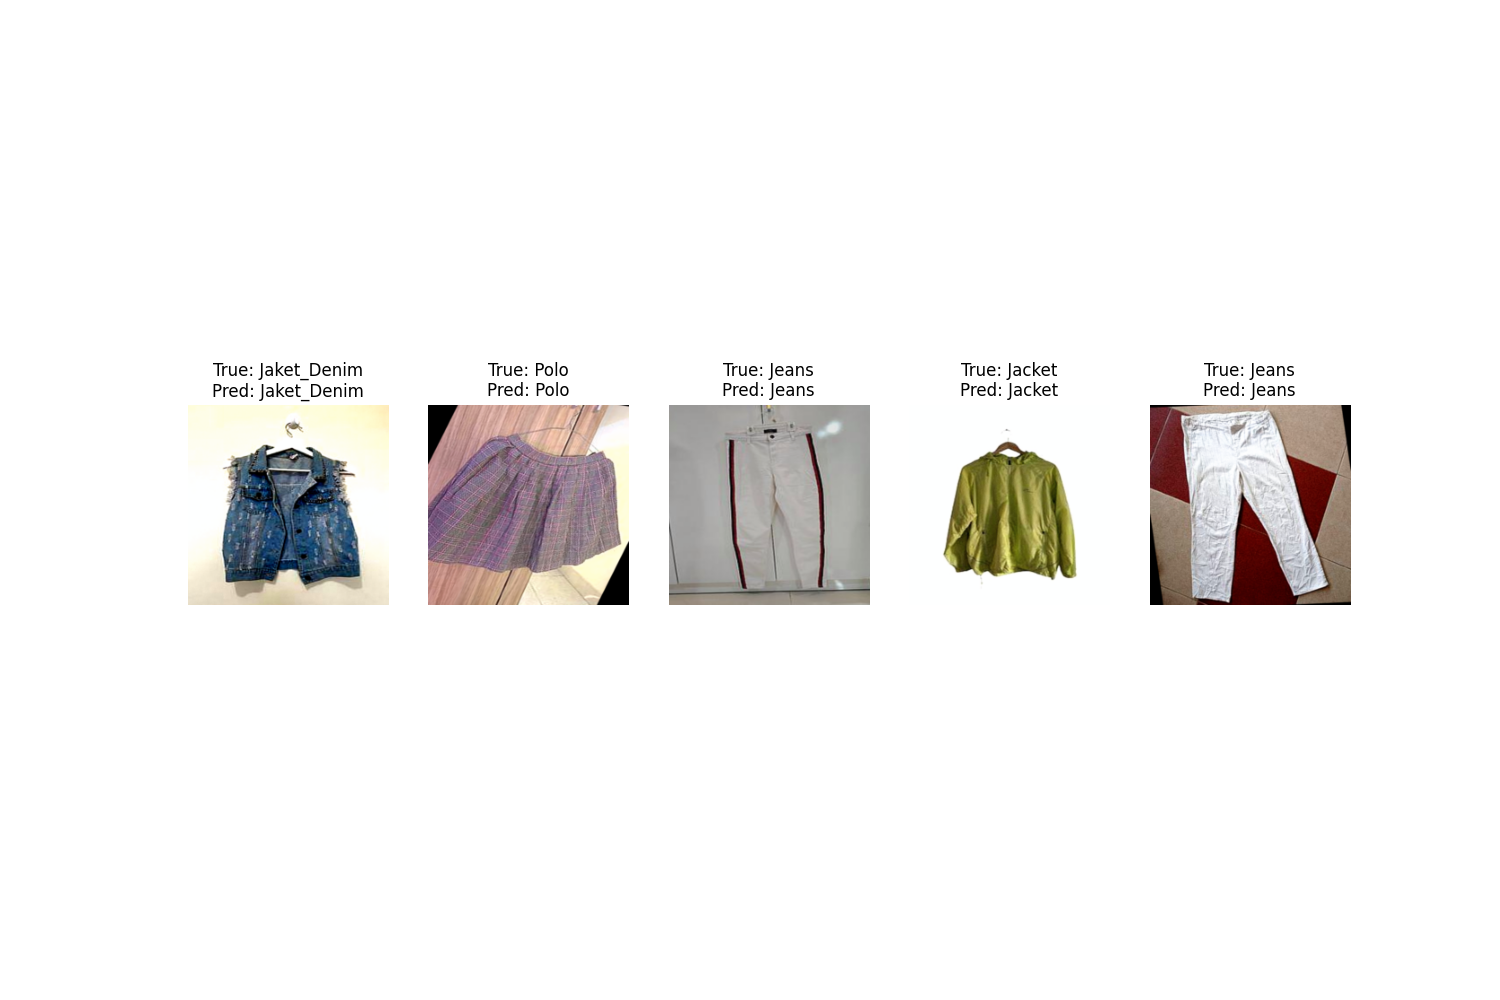 True: Jaket_Denim
Pred: Jaket_Denim
True: Polo
Pred: Polo
True: Jeans
Pred: Jeans
True: Jacket
Pred: Jacket
True: Jeans
Pred: Jeans